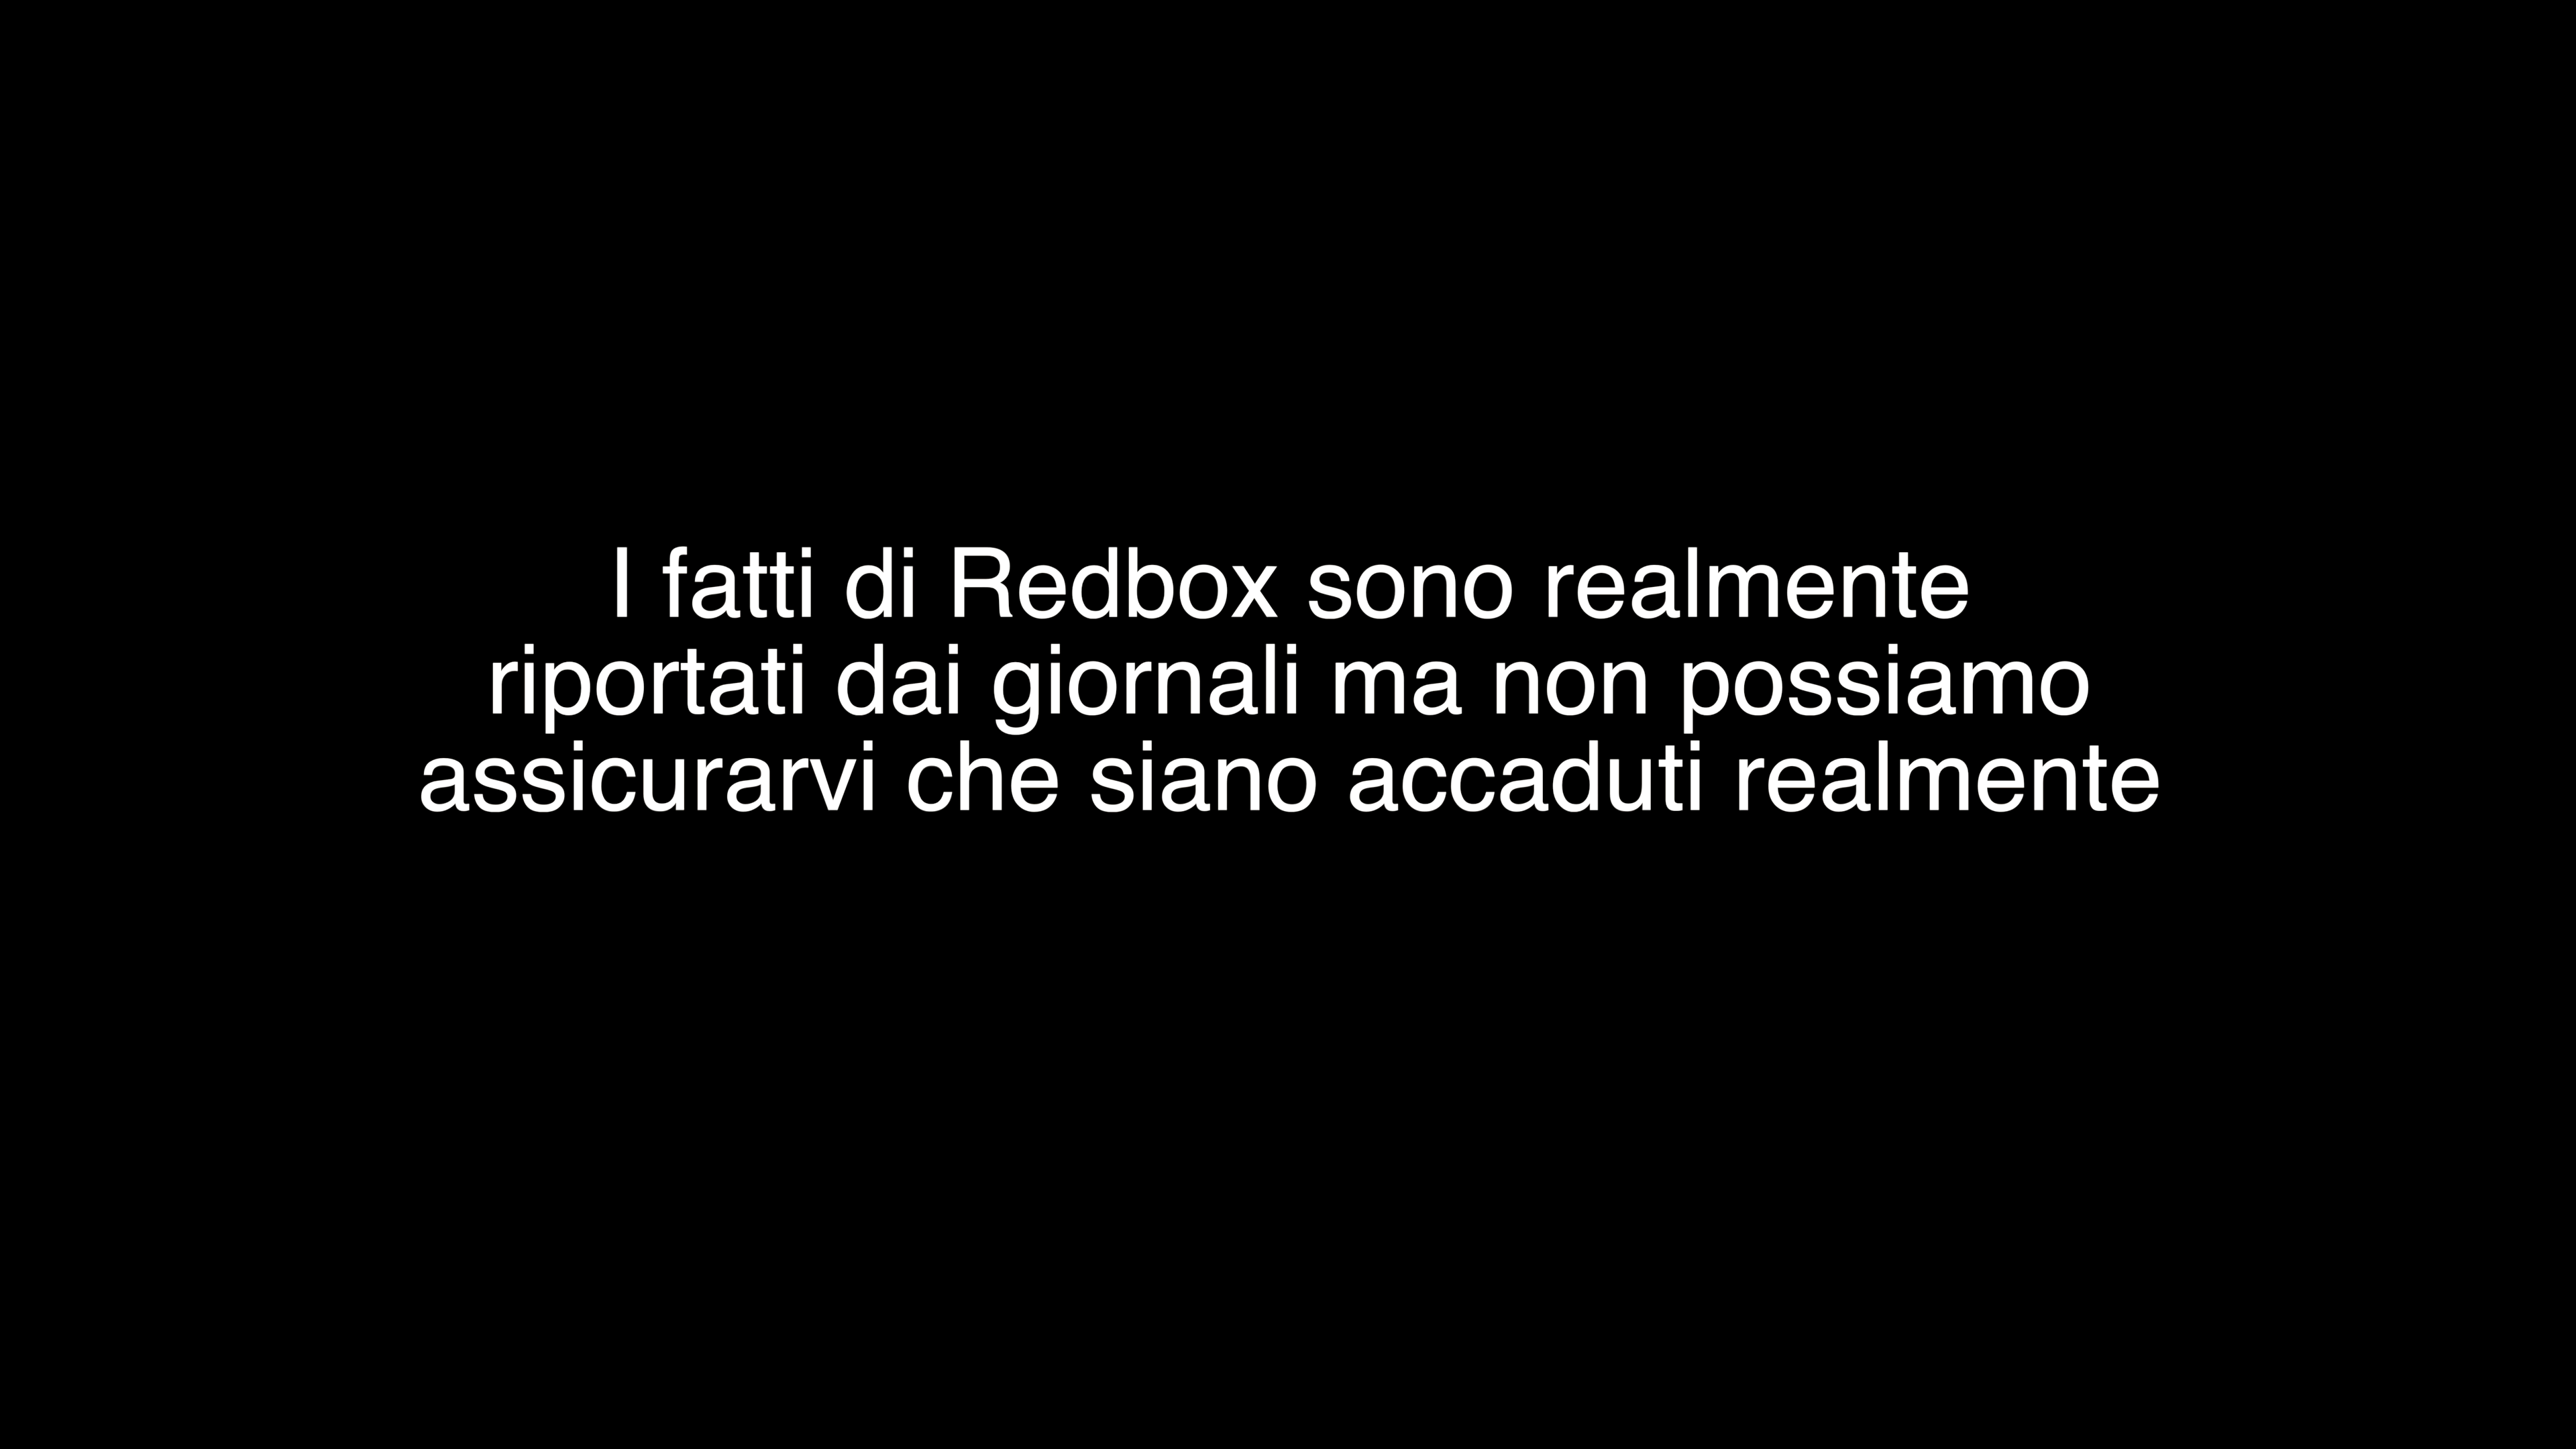 I fatti di Redbox sono realmente
riportati dai giornali ma non possiamo
assicurarvi che siano accaduti realmente